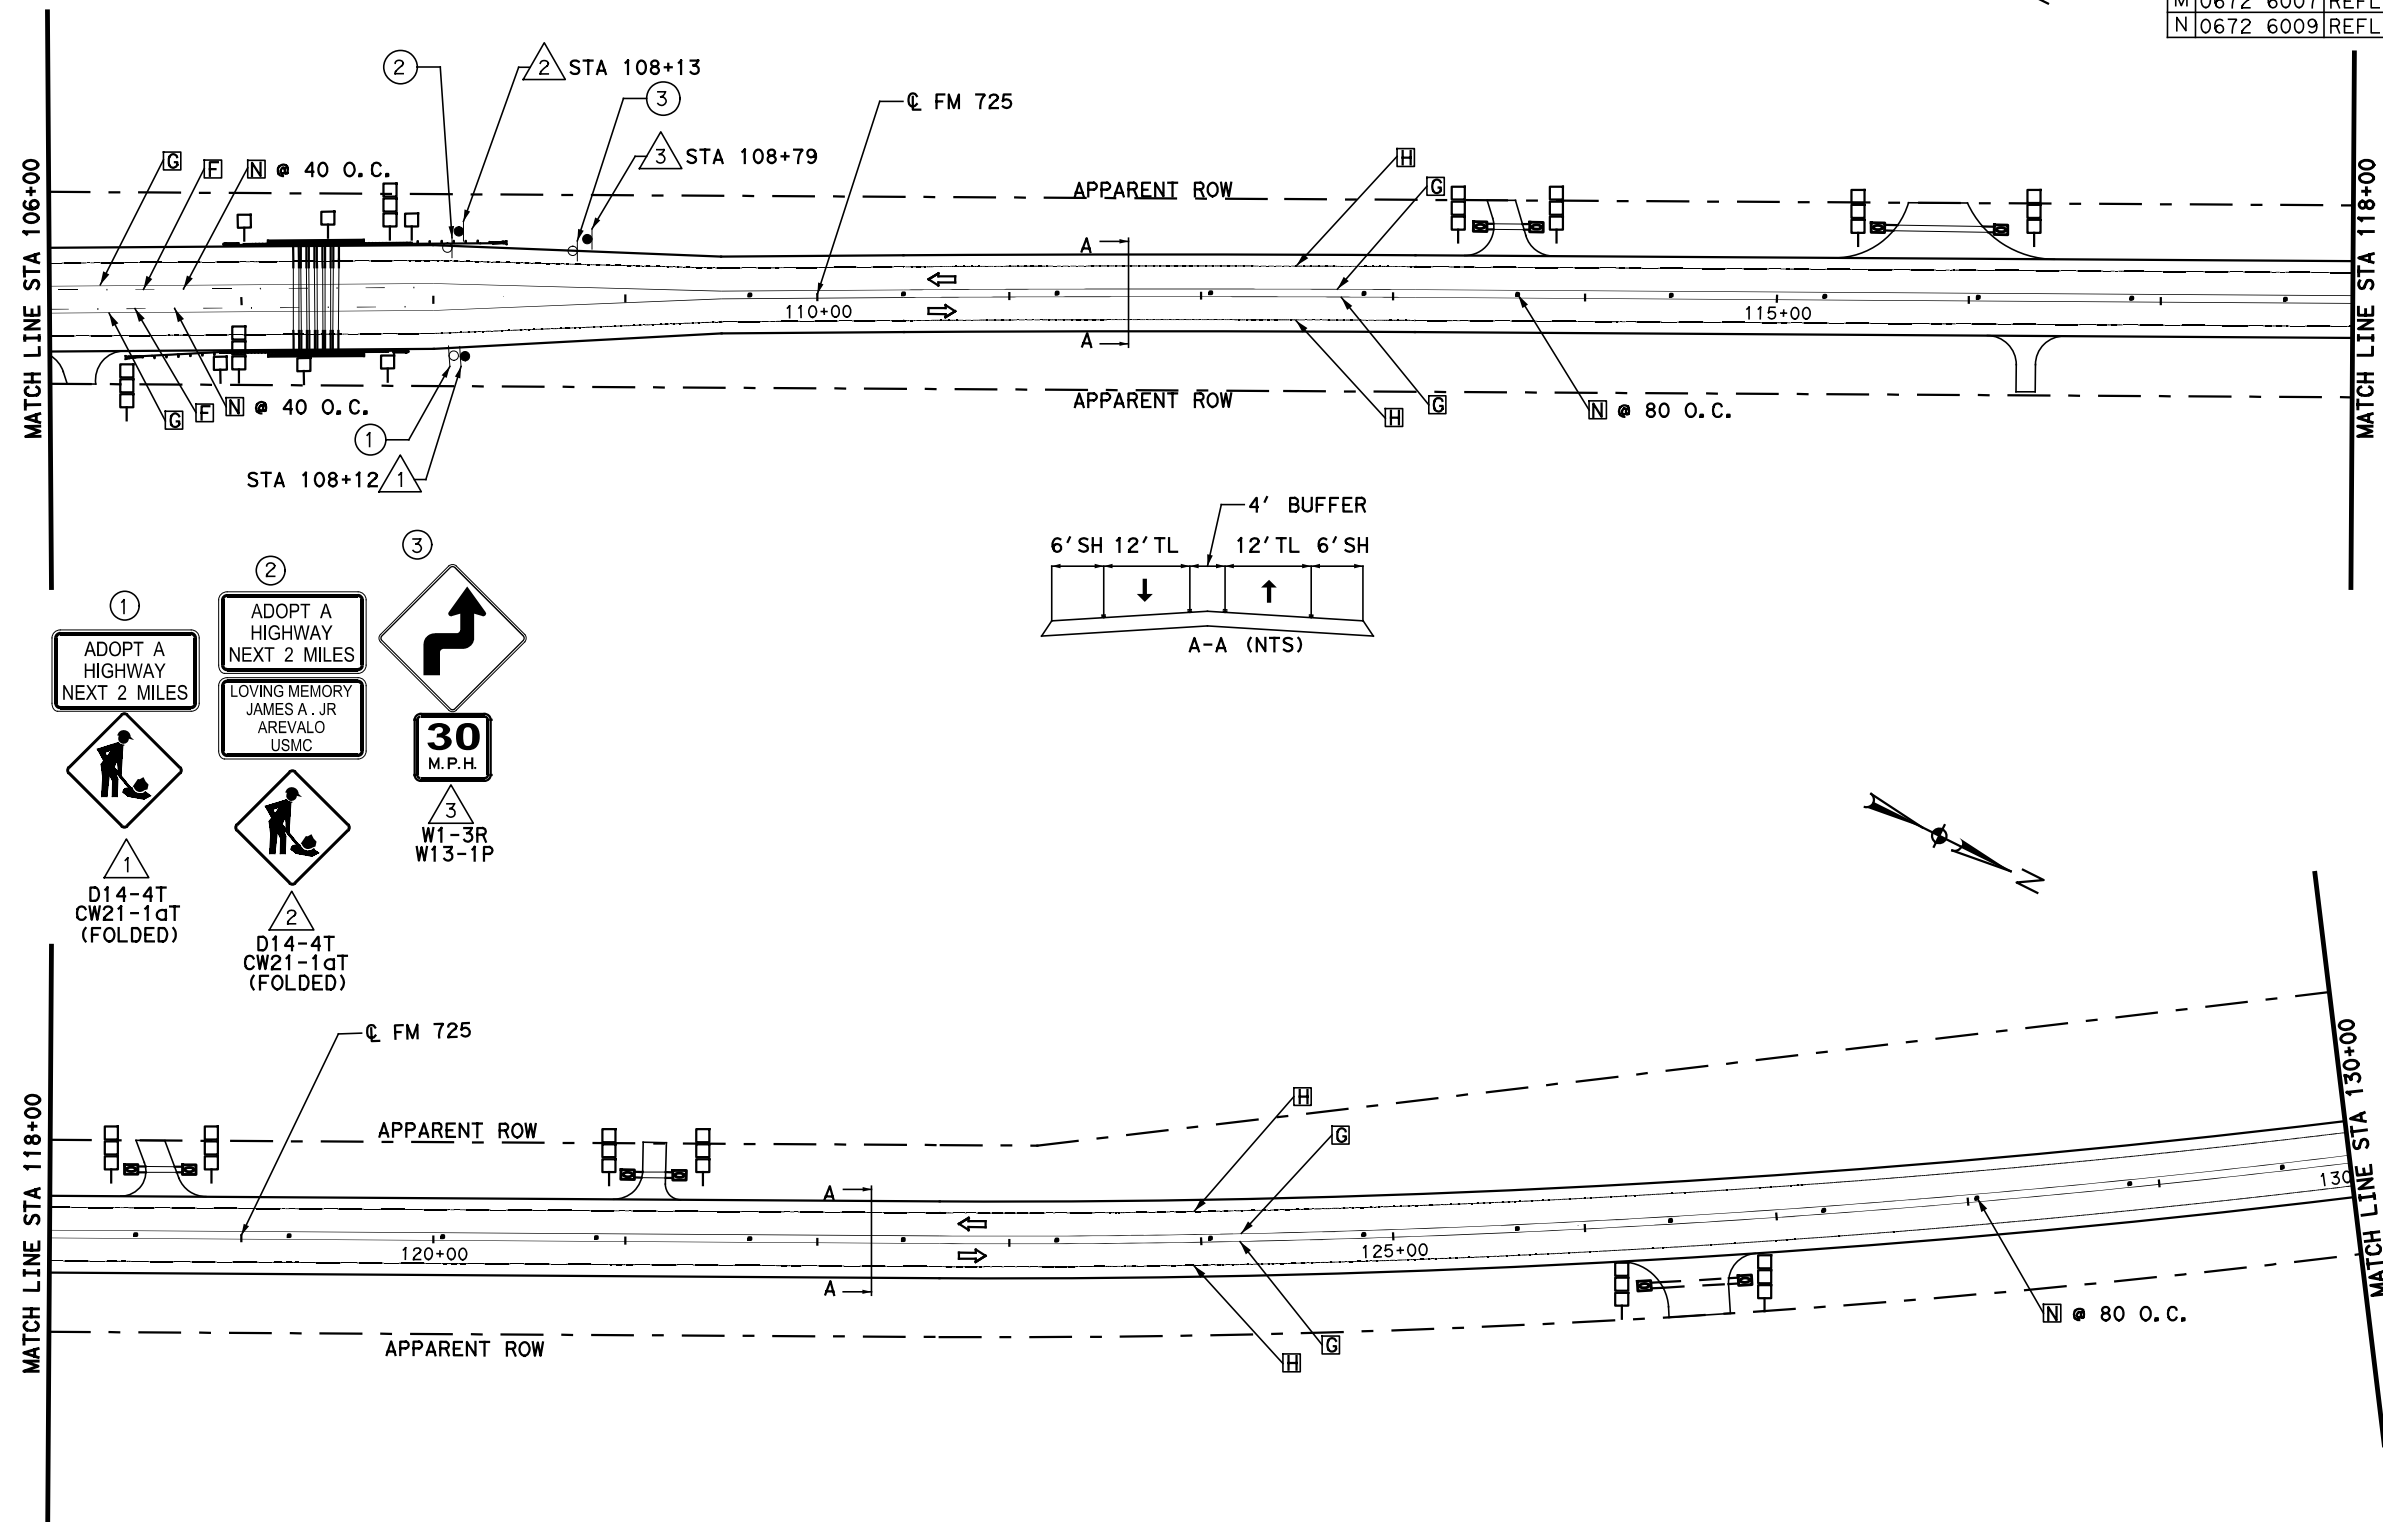 M 0672 6007 REFL
N 0672 6009 REFL
2
2 STA 108+13
3
3 STA 108+79
℄ FM 725
G
F
N @ 40 O.C.
H
G
APPARENT ROW
MATCH LINE STA 106+00
MATCH LINE STA 118+00
A
110+00
115+00
A
G
F
N @ 40 O.C.
APPARENT ROW
H
G
N @ 80 O.C.
1
STA 108+12 1
4' BUFFER
6' SH 12' TL 12' TL 6' SH
A-A (NTS)
1
ADOPT A
HIGHWAY
NEXT 2 MILES
1
D14-4T
CW21-1aT
(FOLDED)
2
ADOPT A
HIGHWAY
NEXT 2 MILES
LOVING MEMORY
JAMES A . JR
AREVALO
USMC
2
D14-4T
CW21-1aT
(FOLDED)
3
30
M.P.H.
3
W1-3R
W13-1P
N
℄ FM 725
MATCH LINE STA 118+00
MATCH LINE STA 130+00
APPARENT ROW
H
G
A
120+00
125+00
130
A
APPARENT ROW
H
G
N @ 80 O.C.